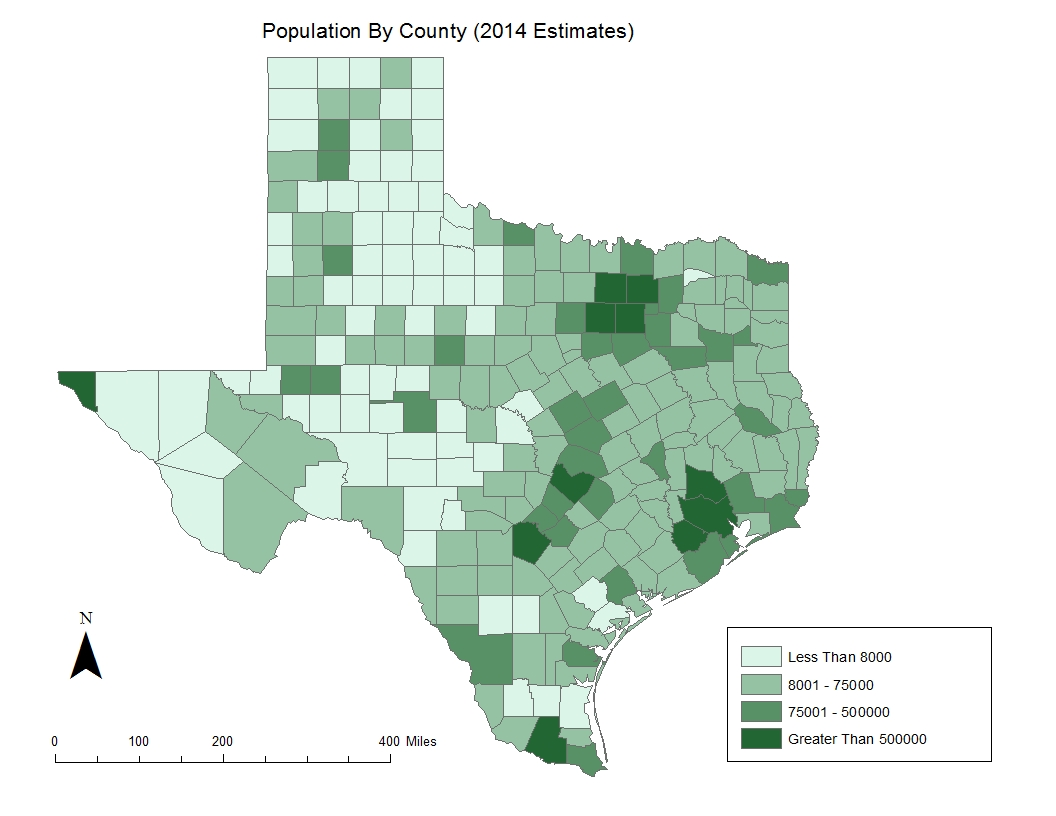 Population By County (2014 Estimates)
N
0 100 200 400 Miles
Less Than 8000
8001 - 75000
75001 - 500000
Greater Than 500000